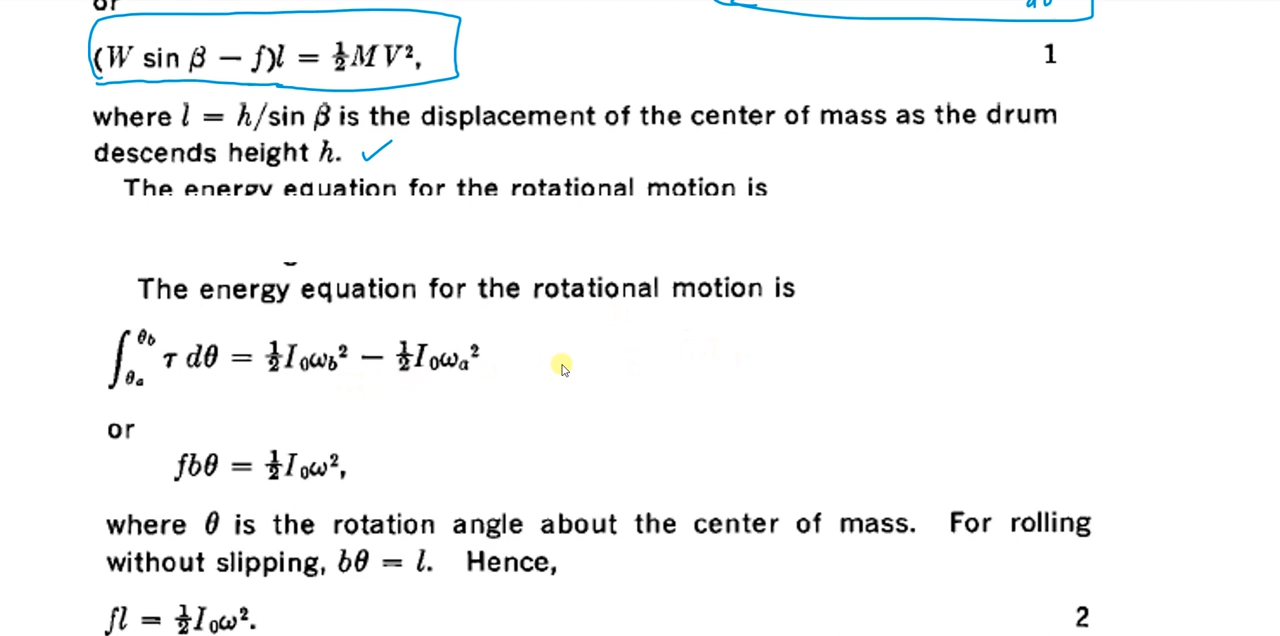 or
(W sin β − f)l = ½MV², 1
where l = h/sin β is the displacement of the center of mass as the drum
descends height h.
The energy equation for the rotational motion is
The energy equation for the rotational motion is
∫_{θₐ}^{θ_b} τ dθ = ½I₀ω_b² − ½I₀ωₐ²
or
fbθ = ½I₀ω²,
where θ is the rotation angle about the center of mass. For rolling
without slipping, bθ = l. Hence,
fl = ½I₀ω². 2